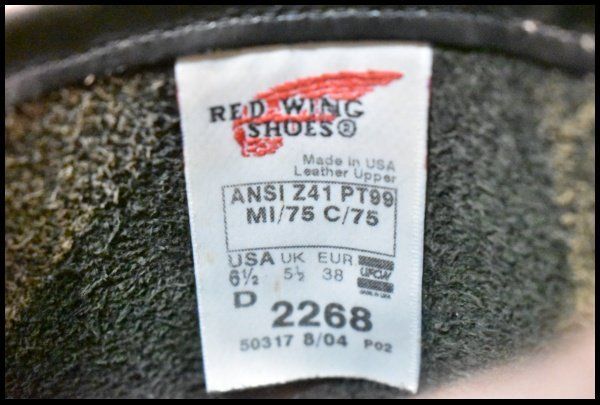 RED WING
SHOES®
Made in USA
Leather Upper
ANSI Z41 PT99
MI/75 C/75
USA UK EUR
6½ 5½ 38
UFCW
D
2268
50317 8/04 P02